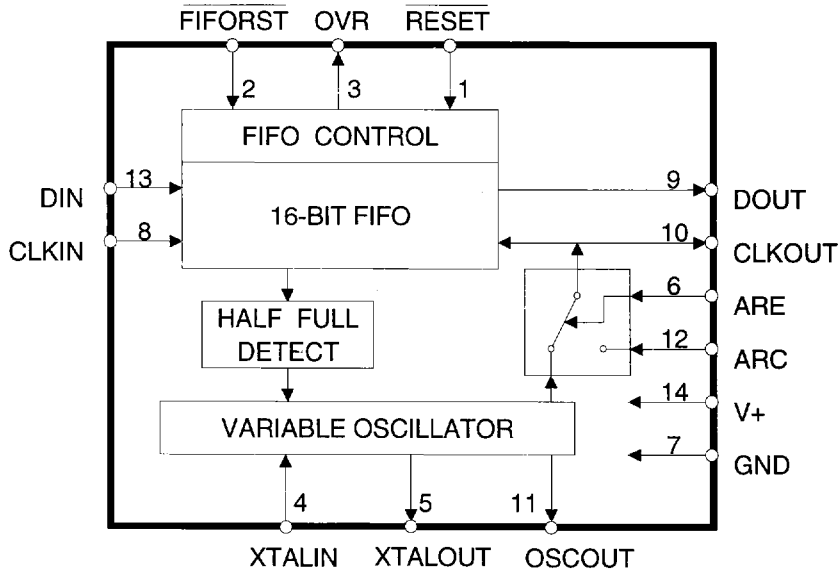 FIFORST OVR RESET
2 3 1
FIFO CONTROL
DIN 13 9 DOUT
16-BIT FIFO
CLKIN 8 10 CLKOUT
6 ARE
HALF FULL
DETECT
12 ARC
14 V+
VARIABLE OSCILLATOR
7 GND
4 5 11
XTALIN XTALOUT OSCOUT